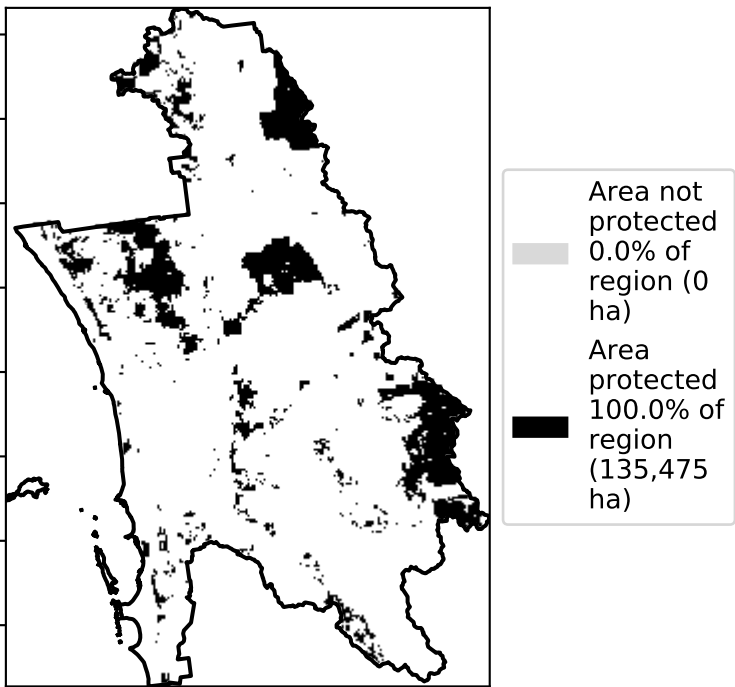 Area not
protected
0.0% of
region (0
ha)
Area
protected
100.0% of
region
(135,475
ha)